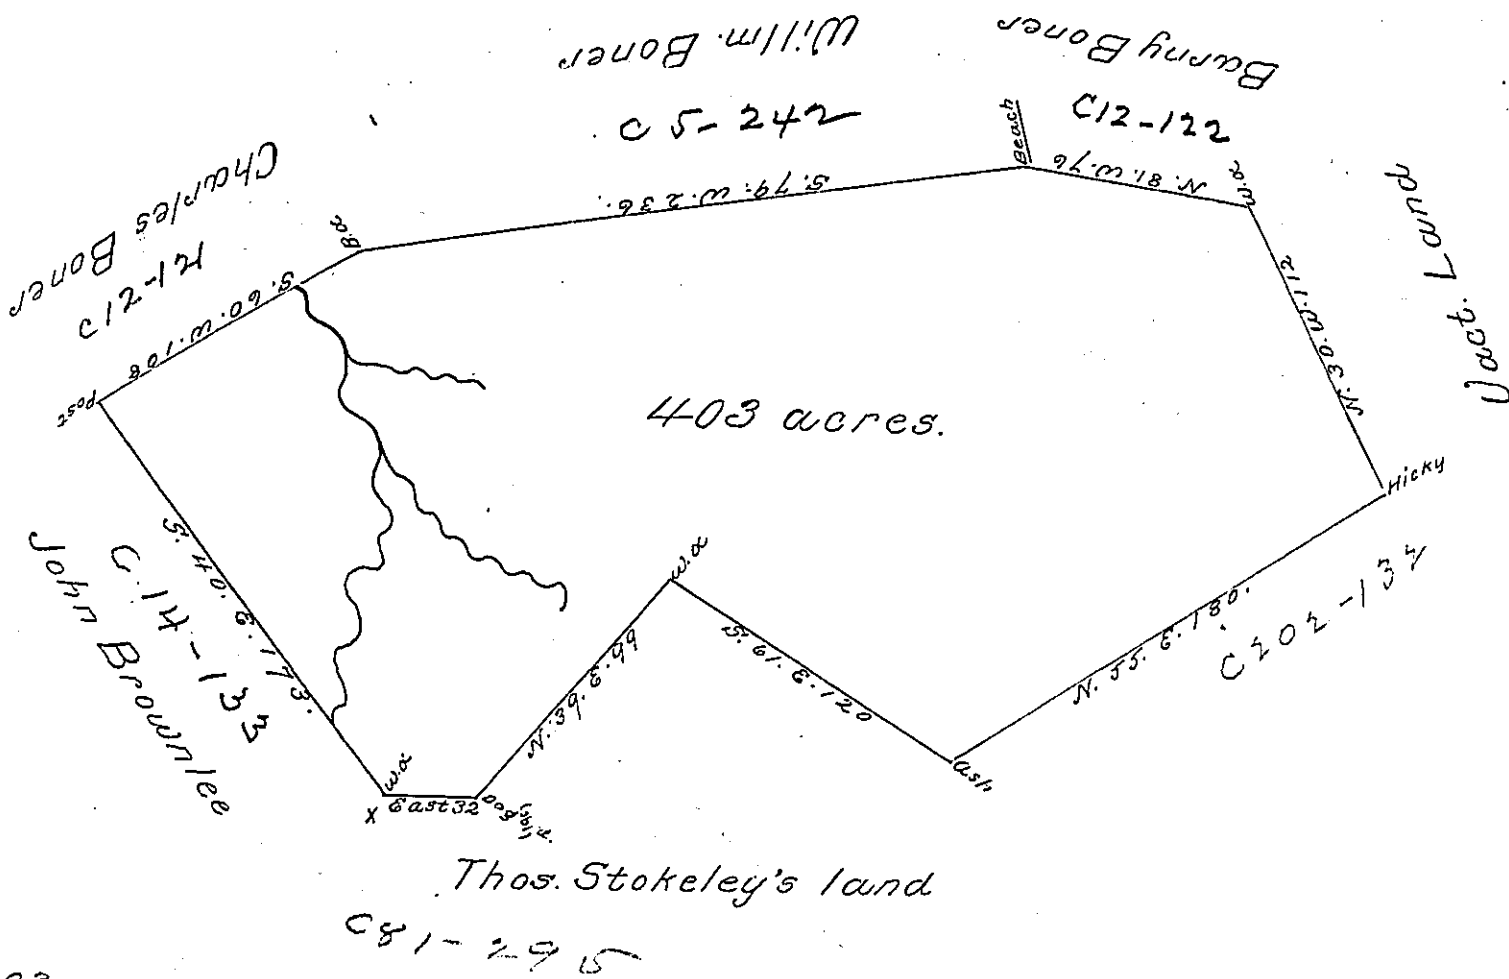 Willm. Boner
C5-242
Barny Boner
C12-122
Charles Boner
C12-121
Beach
N. 81. W. 76
W.a
S. 79. W. 236.
B.a
S. 60. W. 108
Post
Vact. Land
N. 30. W. 112
403 acres.
Hicky
C202-137
N. 55. E. 180.
S. 40. E. 173.
C.14-133
John Brownlee
W.a
S. 61. E. 120
N. 39. E. 99
Ash
W.a
X East 32
Dog
Thos. Stokeley's land
C81-295